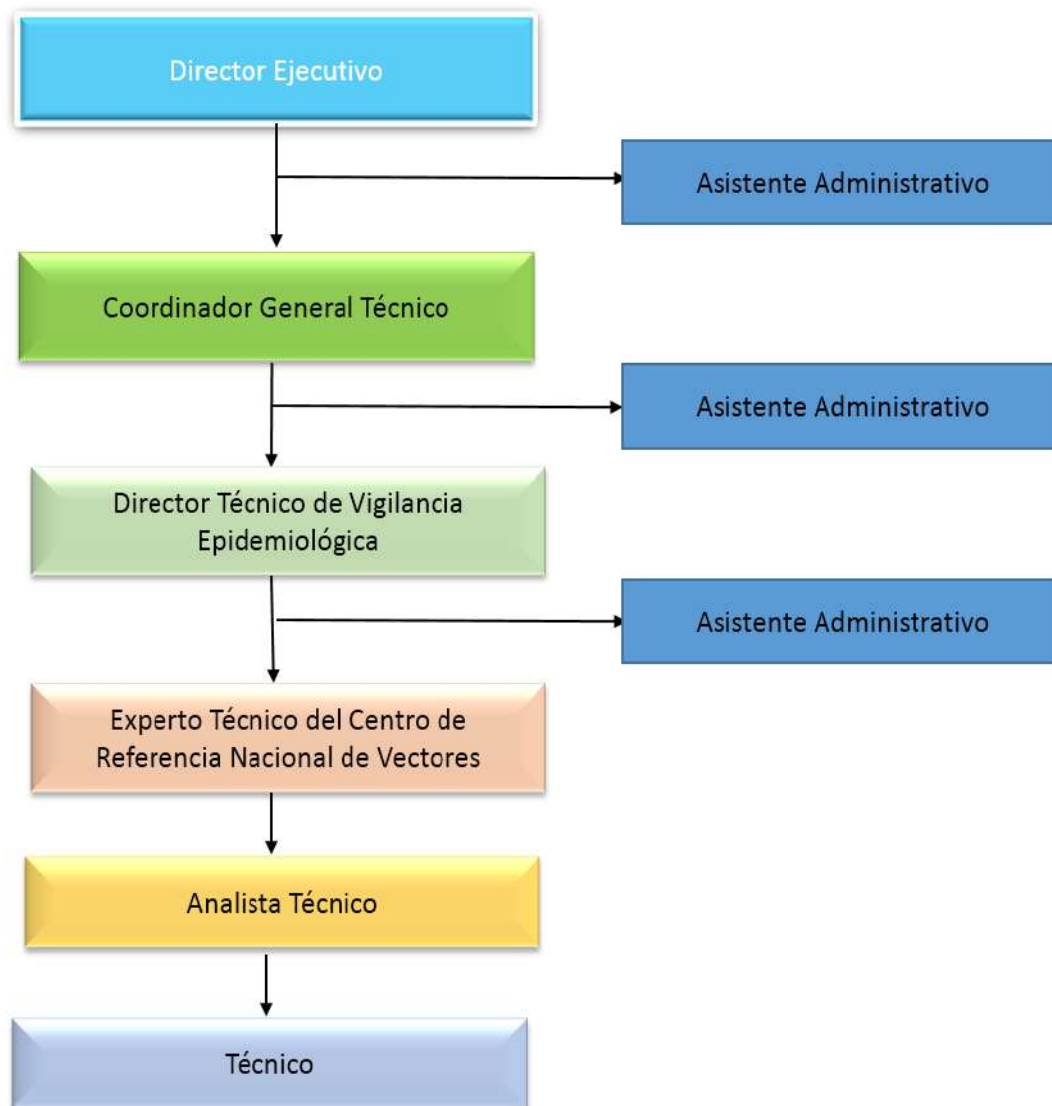 Director Ejecutivo
Asistente Administrativo
Coordinador General Técnico
Asistente Administrativo
Director Técnico de Vigilancia
Epidemiológica
Asistente Administrativo
Experto Técnico del Centro de
Referencia Nacional de Vectores
Analista Técnico
Técnico